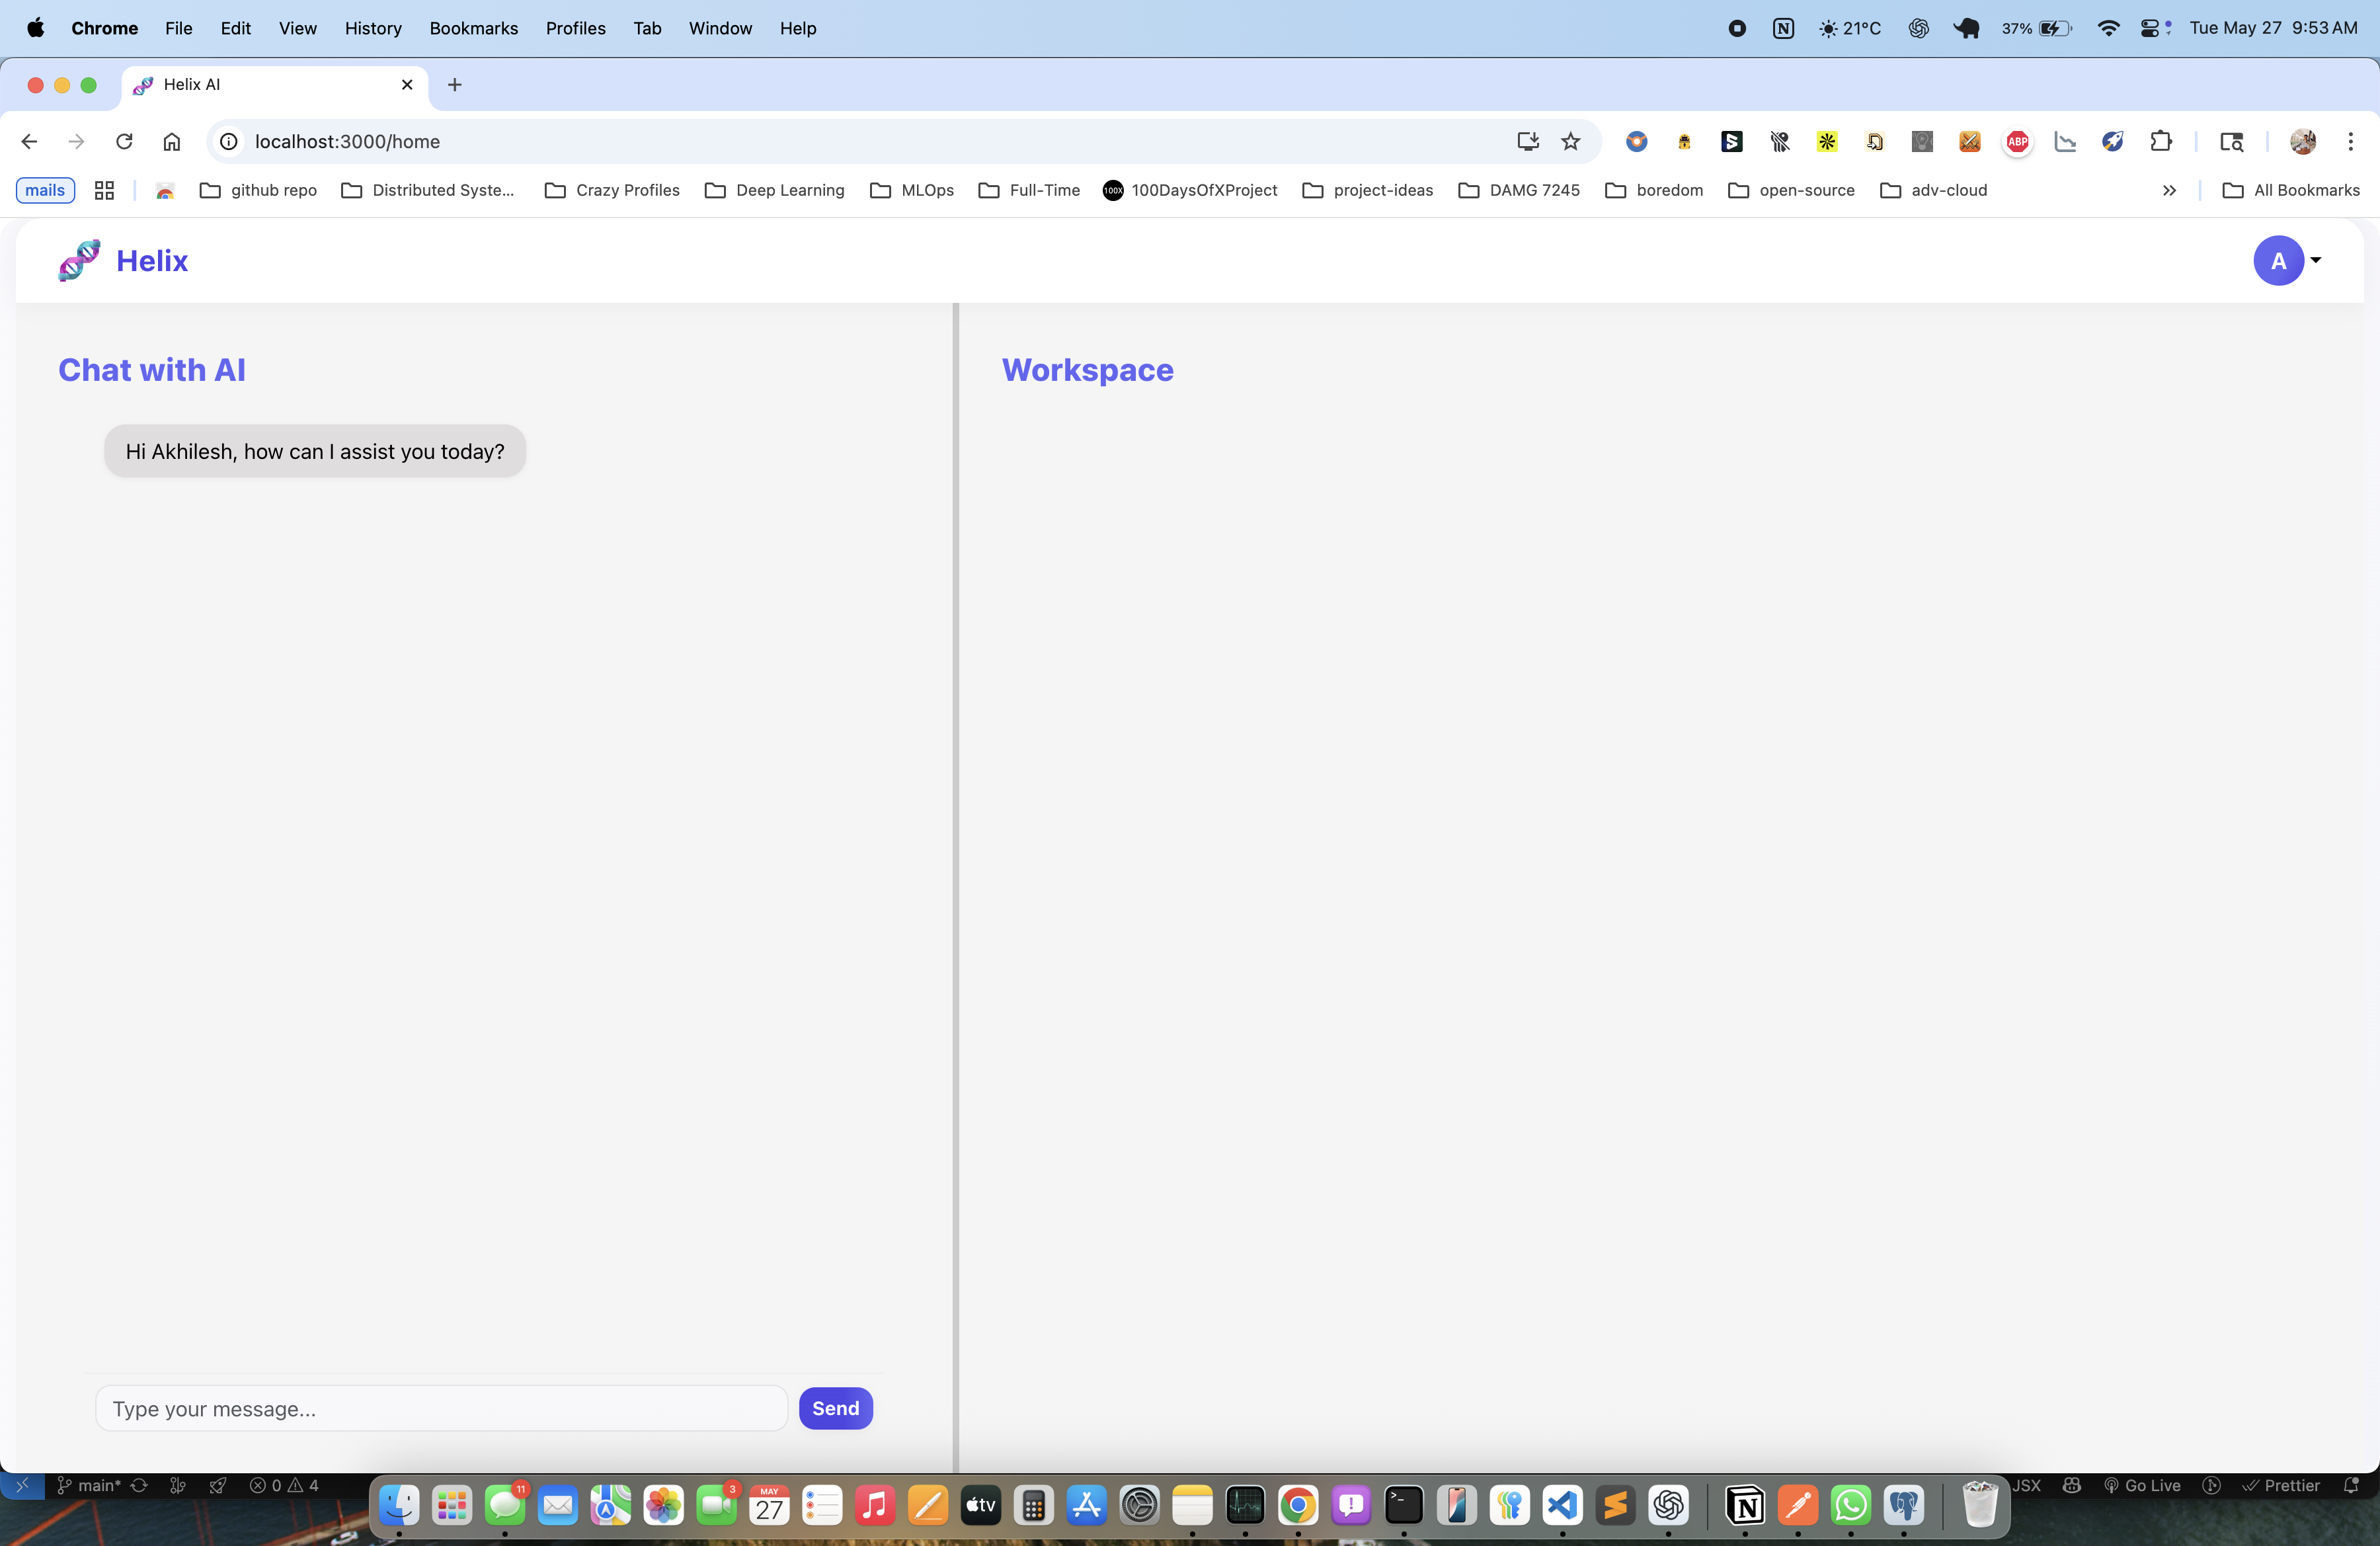 Chrome File Edit View History Bookmarks Profiles Tab Window Help 21°C 37% Tue May 27 9:53 AM
Helix AI
localhost:3000/home ABP
mails github repo Distributed Syste... Crazy Profiles Deep Learning MLOps Full-Time 100X 100DaysOfXProject project-ideas DAMG 7245 boredom open-source adv-cloud All Bookmarks
Helix A
Chat with AI
Workspace
Hi Akhilesh, how can I assist you today?
Type your message... Send
main* 0 4 JSX Go Live Prettier
11 3 MAY 27 tv